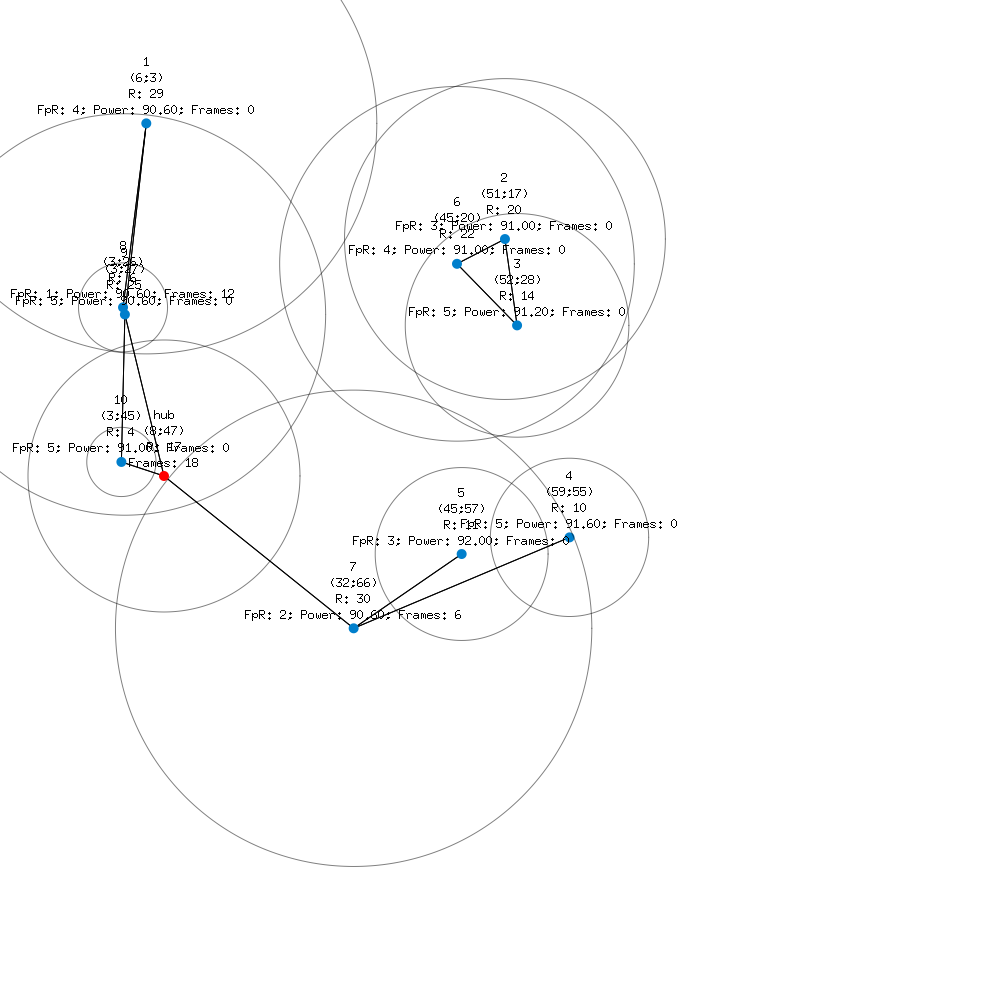 1
(6;3)
R: 29
FpR: 4; Power: 90.60; Frames: 0
2
(51;17)
R: 20
FpR: 3; Power: 91.00; Frames: 0
6
(45;20)
R: 22
FpR: 4; Power: 91.00; Frames: 0
3
(52;28)
R: 14
FpR: 5; Power: 91.20; Frames: 0
8
(3;26)
FpR: 1; Power: 90.60; Frames: 12
9
(3;27)
R: 25
FpR: 5; Power: 90.60; Frames: 0
10
(3;45)
R: 4
FpR: 5; Power: 91.00; Frames: 0
hub
(8;47)
R: 17
Frames: 18
4
(59;55)
R: 10
FpR: 5; Power: 91.60; Frames: 0
5
(45;57)
R: 11
FpR: 3; Power: 92.00; Frames: 0
7
(32;66)
R: 30
FpR: 2; Power: 90.60; Frames: 6